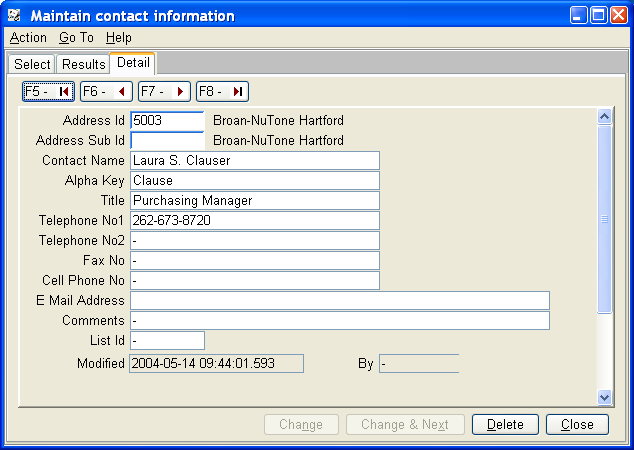 Maintain contact information
Action Go To Help
Select Results Detail
F5 - F6 - F7 - F8 -
Address Id 5003 Broan-NuTone Hartford
Address Sub Id Broan-NuTone Hartford
Contact Name Laura S. Clauser
Alpha Key Clause
Title Purchasing Manager
Telephone No1 262-673-8720
Telephone No2 -
Fax No -
Cell Phone No -
E Mail Address
Comments -
List Id -
Modified 2004-05-14 09:44:01.593 By -
Change Change & Next Delete Close